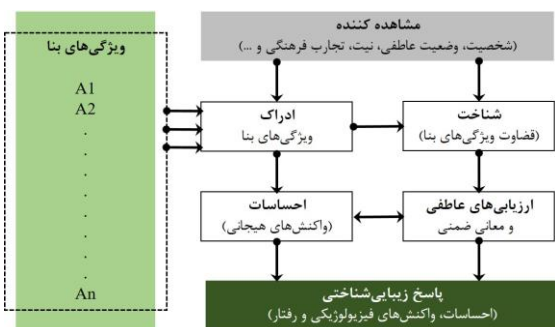 مشاهده کننده
(شخصیت، وضعیت عاطفی، نیت، تجارب فرهنگی و ...)
ویژگی‌های بنا
A1
A2
.
.
.
.
.
.
.
.
An
ادراک
ویژگی‌های بنا
شناخت
(قضاوت ویژگی‌های بنا)
احساسات
(واکنش‌های هیجانی)
ارزیابی‌های عاطفی
و معانی ضمنی
پاسخ زیبایی‌شناختی
(احساسات، واکنش‌های فیزیولوژیکی و رفتار)